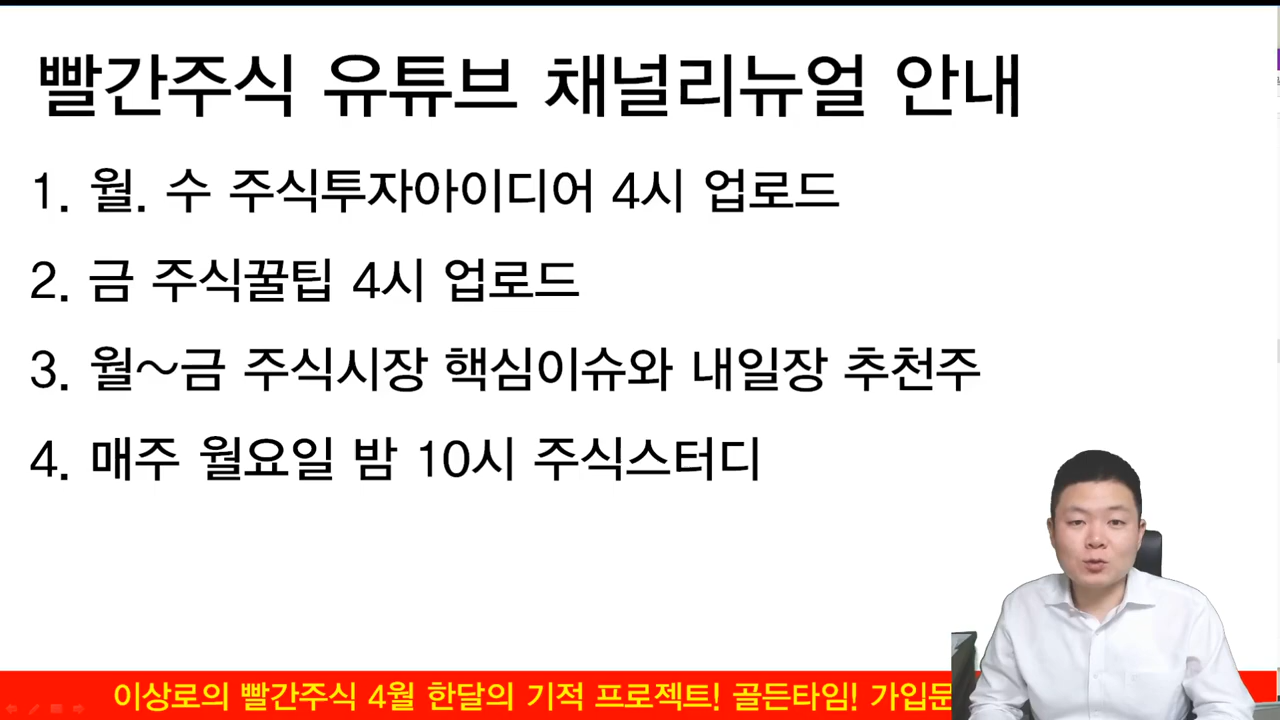 빨간주식 유튜브 채널리뉴얼 안내
1. 월. 수 주식투자아이디어 4시 업로드
2. 금 주식꿀팁 4시 업로드
3. 월~금 주식시장 핵심이슈와 내일장 추천주
4. 매주 월요일 밤 10시 주식스터디
이상로의 빨간주식 4월 한달의 기적 프로젝트! 골든타임!